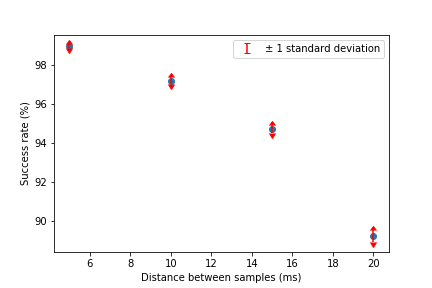 ± 1 standard deviation
98
96
94
92
90
Success rate (%)
6 8 10 12 14 16 18 20
Distance between samples (ms)